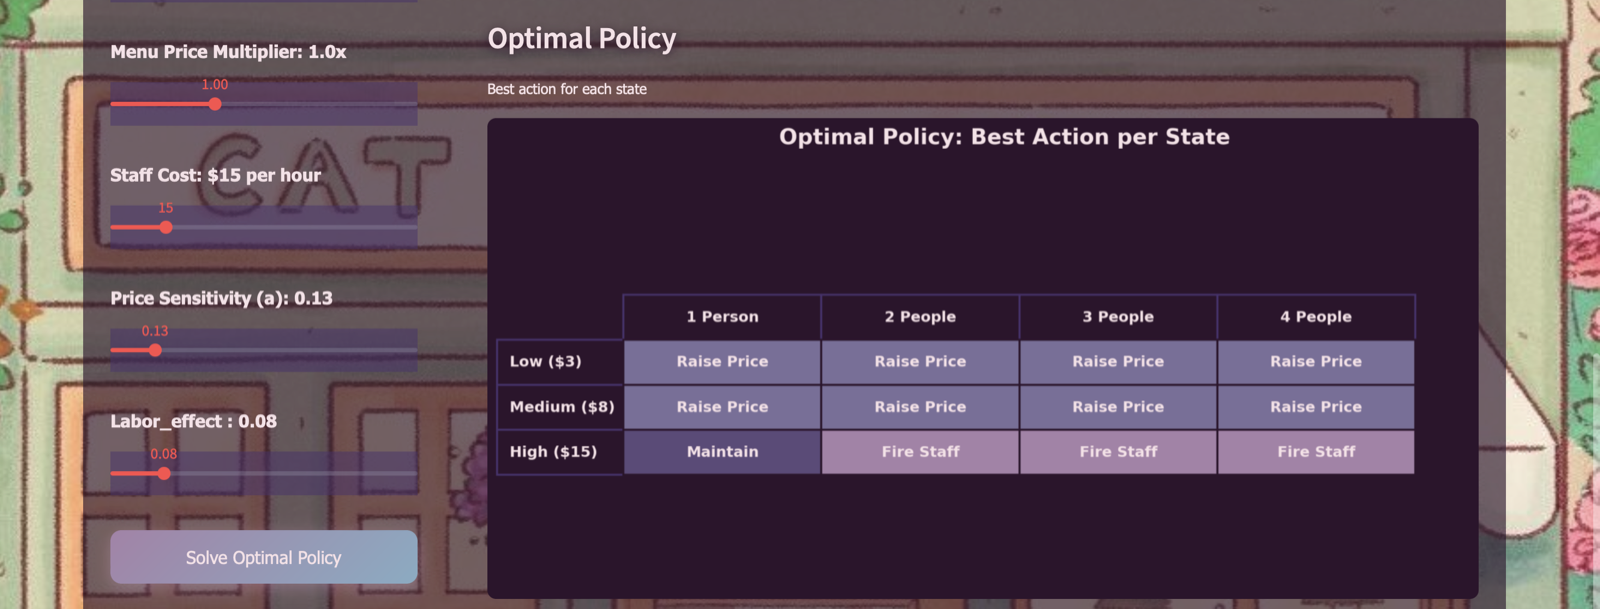 Menu Price Multiplier: 1.0x
1.00
CAT
Staff Cost: $15 per hour
15
Price Sensitivity (a): 0.13
0.13
Labor_effect : 0.08
0.08
Solve Optimal Policy
Optimal Policy
Best action for each state
Optimal Policy: Best Action per State
1 Person 2 People 3 People 4 People
Low ($3) Raise Price Raise Price Raise Price Raise Price
Medium ($8) Raise Price Raise Price Raise Price Raise Price
High ($15) Maintain Fire Staff Fire Staff Fire Staff